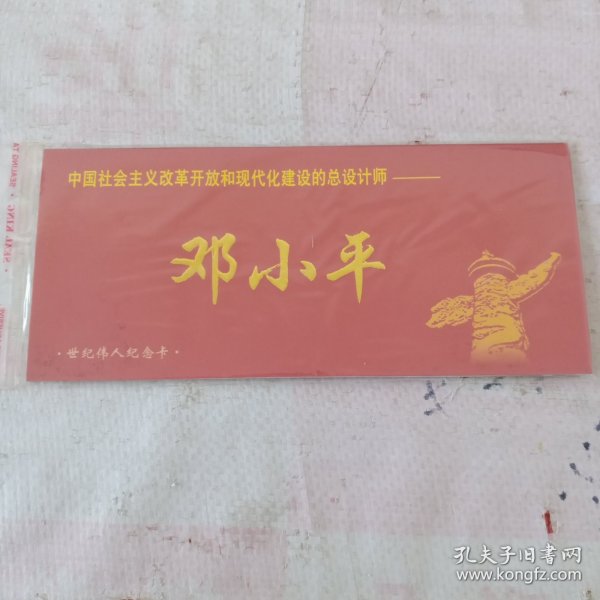 中国社会主义改革开放和现代化建设的总设计师———
邓小平
·世纪伟人纪念卡·
孔夫子旧书网
www.kongfz.com